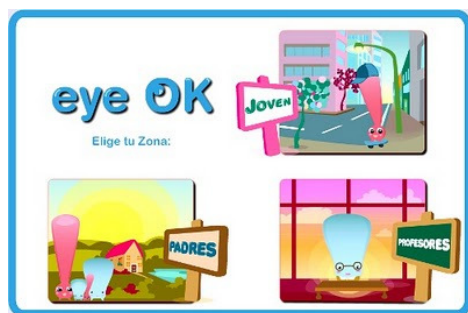 eye OK
JOVEN
Elige tu Zona:
PADRES
PROFESORES